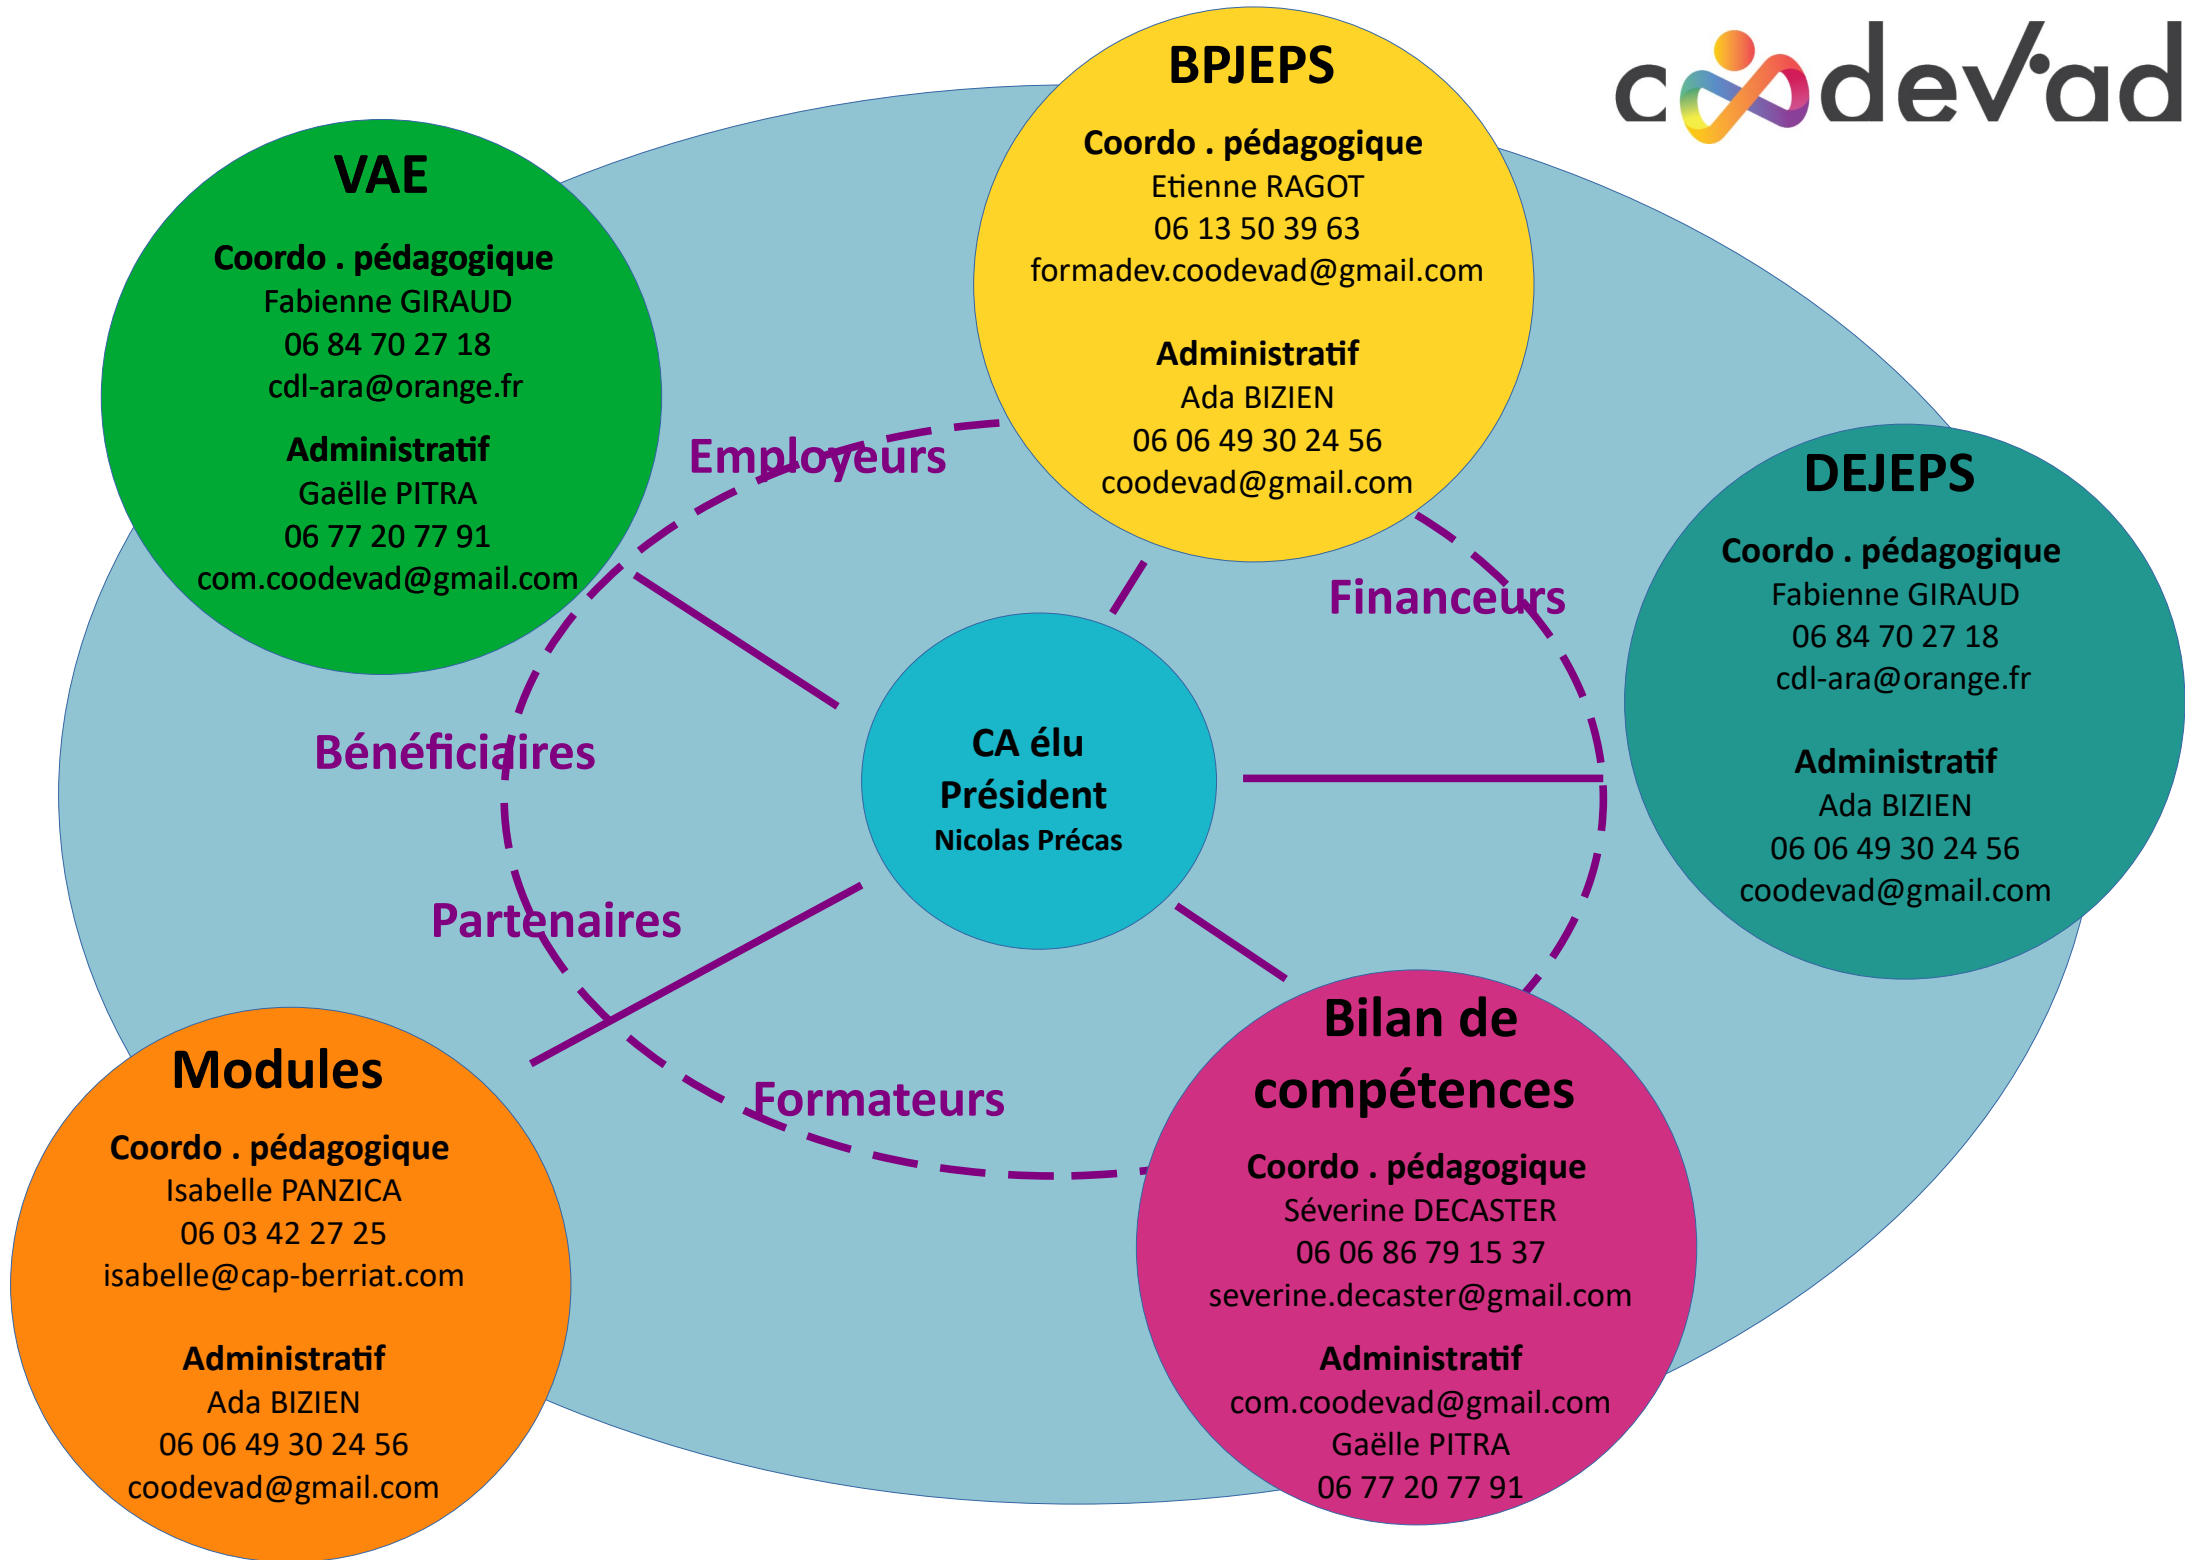 coodev'ad
BPJEPS
Coordo . pédagogique
Etienne RAGOT
06 13 50 39 63
formadev.coodevad@gmail.com
Administratif
Ada BIZIEN
06 06 49 30 24 56
coodevad@gmail.com
VAE
Coordo . pédagogique
Fabienne GIRAUD
06 84 70 27 18
cdl-ara@orange.fr
Administratif
Gaëlle PITRA
06 77 20 77 91
com.coodevad@gmail.com
Employeurs
Financeurs
DEJEPS
Coordo . pédagogique
Fabienne GIRAUD
06 84 70 27 18
cdl-ara@orange.fr
Administratif
Ada BIZIEN
06 06 49 30 24 56
coodevad@gmail.com
Bénéficiaires
CA élu
Président
Nicolas Précas
Partenaires
Formateurs
Modules
Coordo . pédagogique
Isabelle PANZICA
06 03 42 27 25
isabelle@cap-berriat.com
Administratif
Ada BIZIEN
06 06 49 30 24 56
coodevad@gmail.com
Bilan de
compétences
Coordo . pédagogique
Séverine DECASTER
06 06 86 79 15 37
severine.decaster@gmail.com
Administratif
com.coodevad@gmail.com
Gaëlle PITRA
06 77 20 77 91